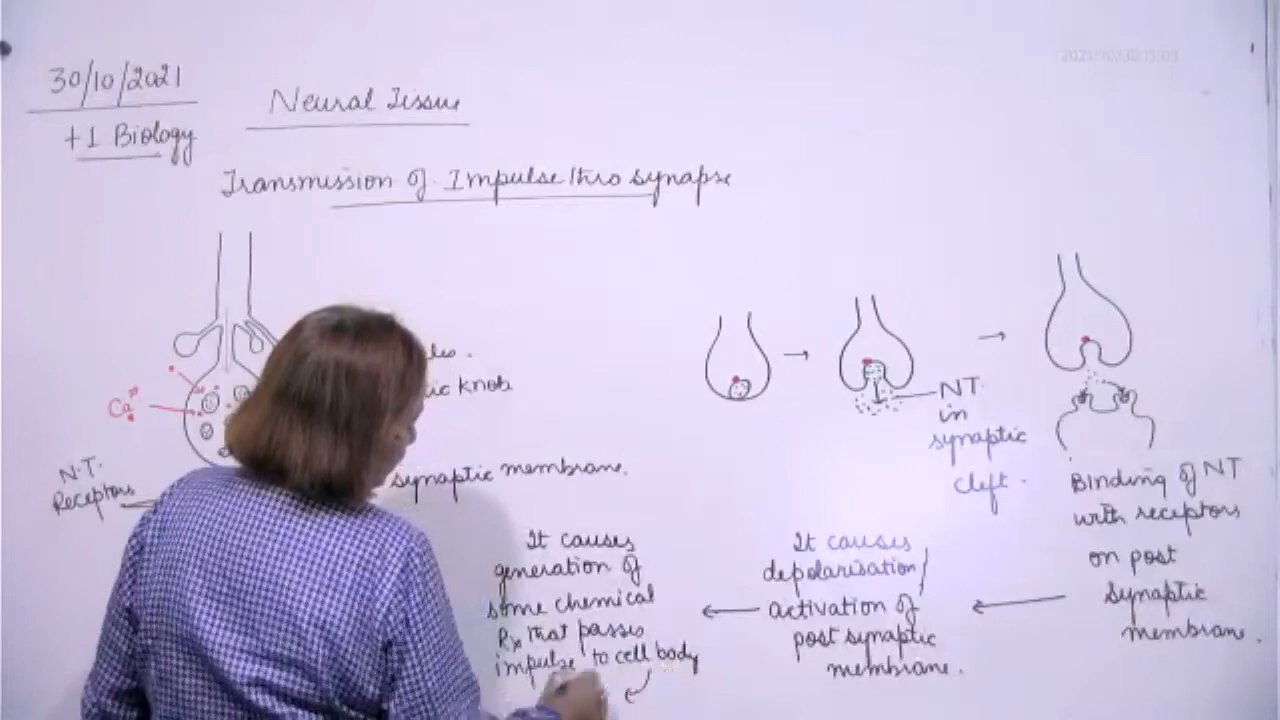 30/10/2021
+1 Biology
Neural Tissue
Transmission of Impulse thro synapse
Ca++
knob
N.T.
Receptors
synaptic membrane.
NT
in
synaptic
cleft.
Binding of NT
with receptors
on post
synaptic
membrane.
It causes
depolarisation/
activation of
post synaptic
membrane.
It causes
generation of
some chemical
Rx that passes
impulse to cell body